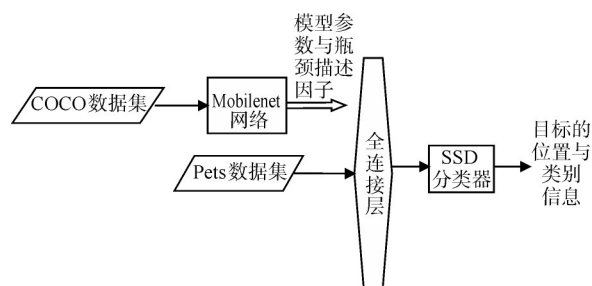 模型参
数与瓶
颈描述
因子
COCO数据集
Mobilenet
网络
Pets数据集
全连接层
SSD
分类器
目标的
位置与
类别
信息